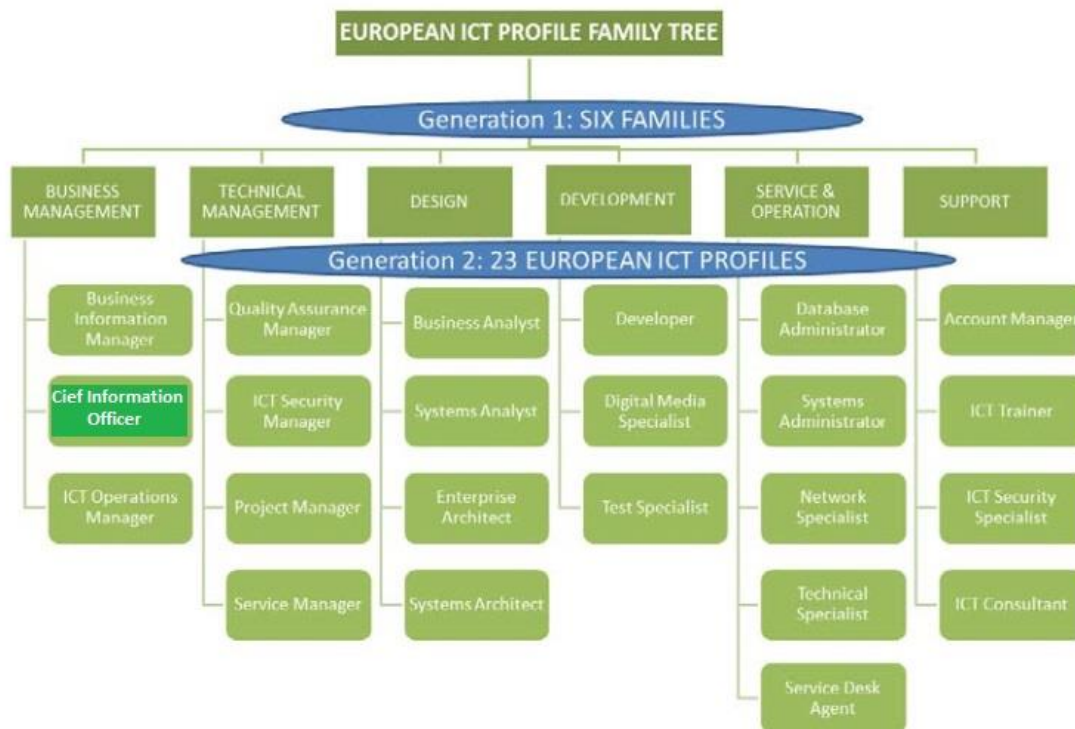 EUROPEAN ICT PROFILE FAMILY TREE
Generation 1: SIX FAMILIES
BUSINESS
MANAGEMENT
TECHNICAL
MANAGEMENT
DESIGN
DEVELOPMENT
SERVICE &
OPERATION
SUPPORT
Generation 2: 23 EUROPEAN ICT PROFILES
Business
Information
Manager
Cief Information
Officer
ICT Operations
Manager
Quality Assurance
Manager
ICT Security
Manager
Project Manager
Service Manager
Business Analyst
Systems Analyst
Enterprise
Architect
Systems Architect
Developer
Digital Media
Specialist
Test Specialist
Database
Administrator
Systems
Administrator
Network
Specialist
Technical
Specialist
Service Desk
Agent
Account Manager
ICT Trainer
ICT Security
Specialist
ICT Consultant